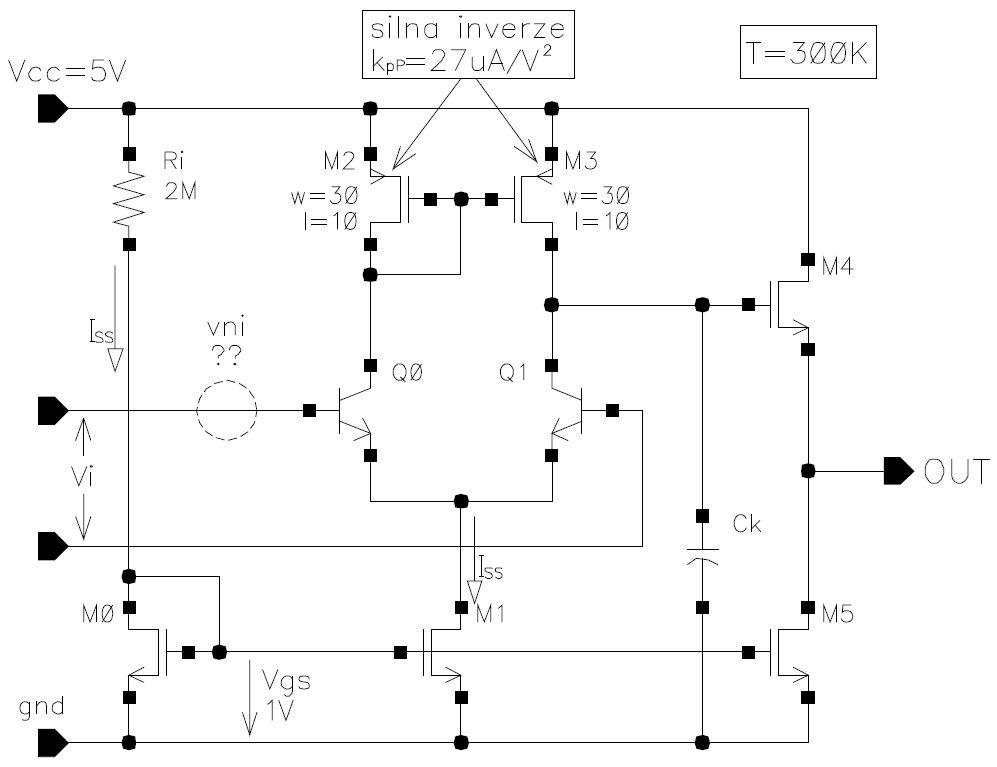 silna inverze
kpP=27uA/V²
T=300K
Vcc=5V
Ri
2M
M2
w=30
l=10
M3
w=30
l=10
M4
Iss
vni
??
Q0
Q1
Vi
OUT
Ck
Iss
M0
M1
M5
Vgs
1V
gnd